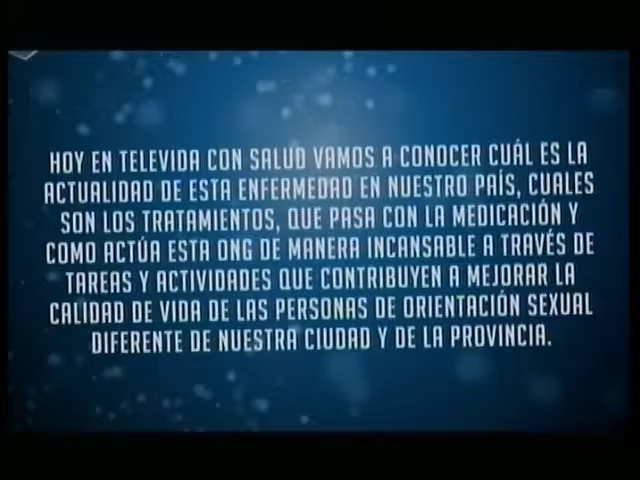 HOY EN TELEVIDA CON SALUD VAMOS A CONOCER CUÁL ES LA
ACTUALIDAD DE ESTA ENFERMEDAD EN NUESTRO PAÍS, CUALES
SON LOS TRATAMIENTOS, QUE PASA CON LA MEDICACIÓN Y
COMO ACTÚA ESTA ONG DE MANERA INCANSABLE A TRAVÉS DE
TAREAS Y ACTIVIDADES QUE CONTRIBUYEN A MEJORAR LA
CALIDAD DE VIDA DE LAS PERSONAS DE ORIENTACIÓN SEXUAL
DIFERENTE DE NUESTRA CIUDAD Y DE LA PROVINCIA.